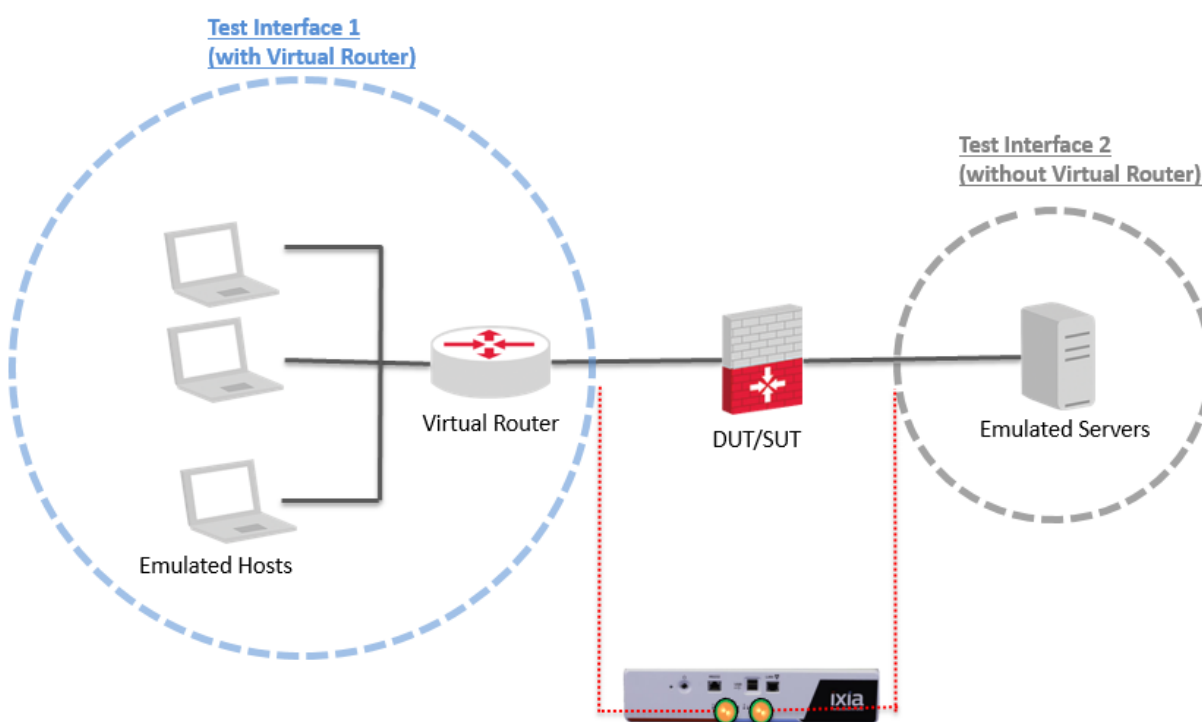 Test Interface 1
(with Virtual Router)
Test Interface 2
(without Virtual Router)
Virtual Router
DUT/SUT
Emulated Servers
Emulated Hosts
ixia